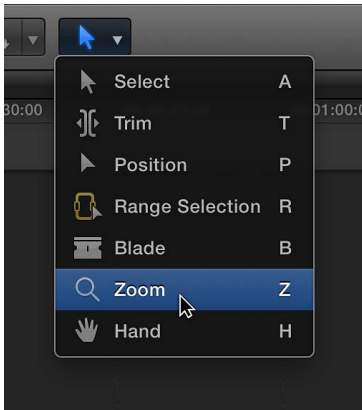 30:00
01:00:0
Select A
Trim T
Position P
Range Selection R
Blade B
Zoom Z
Hand H